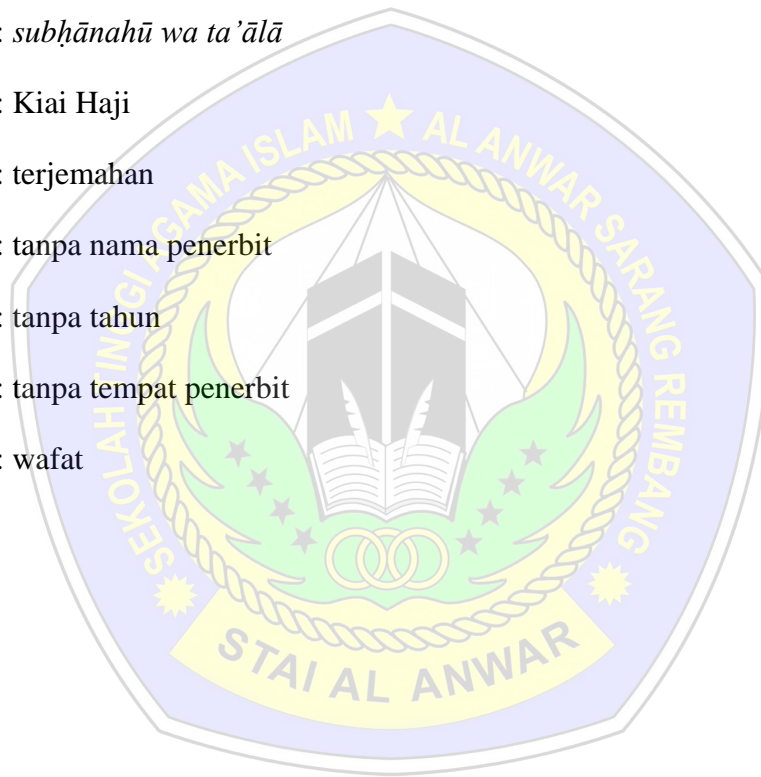 : subḥānahū wa ta’ālā
: Kiai Haji
: terjemahan
: tanpa nama penerbit
: tanpa tahun
: tanpa tempat penerbit
: wafat
SEKOLAH TINGGI AGAMA ISLAM ★ AL ANWAR SARANG REMBANG
STAI AL ANWAR